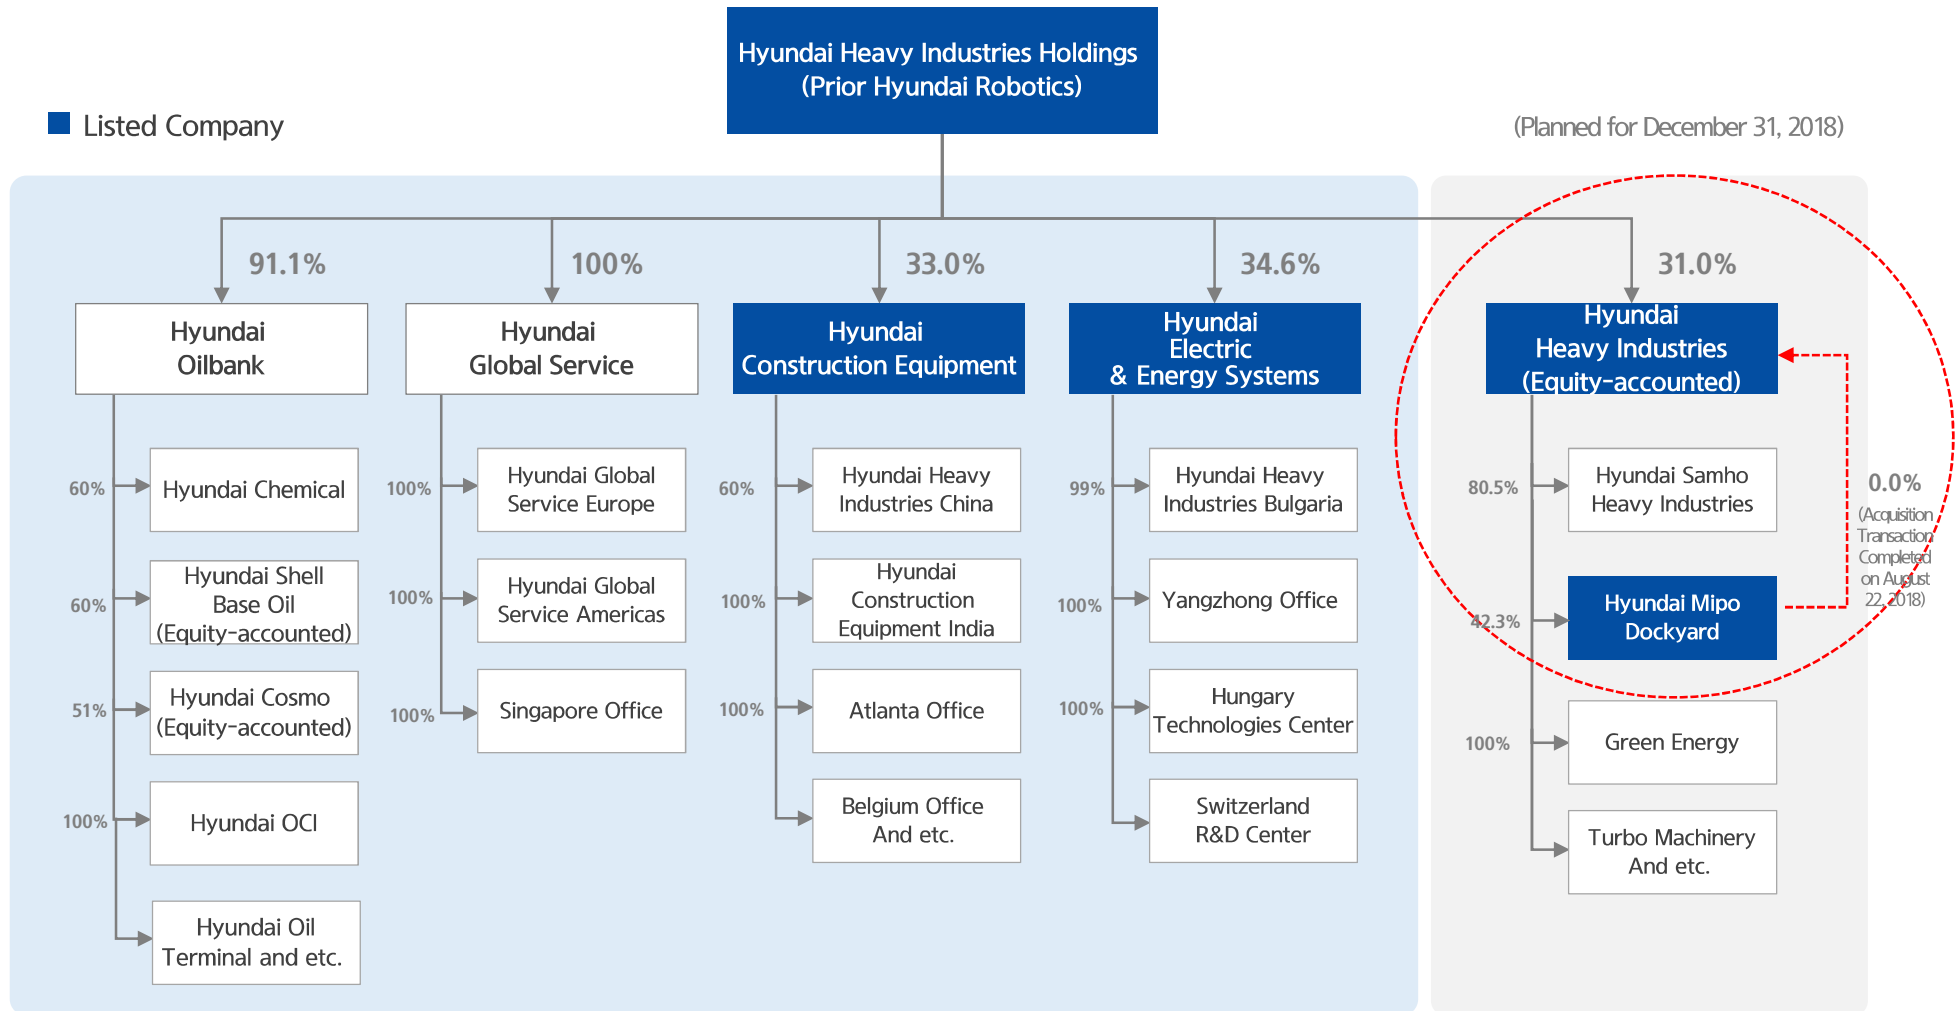 Hyundai Heavy Industries Holdings
(Prior Hyundai Robotics)
Listed Company
(Planned for December 31, 2018)
91.1%
100%
33.0%
34.6%
31.0%
Hyundai
Oilbank
Hyundai
Global Service
Hyundai
Construction Equipment
Hyundai
Electric
& Energy Systems
Hyundai
Heavy Industries
(Equity-accounted)
60%
Hyundai Chemical
60%
Hyundai Shell
Base Oil
(Equity-accounted)
51%
Hyundai Cosmo
(Equity-accounted)
100%
Hyundai OCI
Hyundai Oil
Terminal and etc.
100%
Hyundai Global
Service Europe
100%
Hyundai Global
Service Americas
100%
Singapore Office
60%
Hyundai Heavy
Industries China
100%
Hyundai
Construction
Equipment India
100%
Atlanta Office
Belgium Office
And etc.
99%
Hyundai Heavy
Industries Bulgaria
100%
Yangzhong Office
100%
Hungary
Technologies Center
Switzerland
R&D Center
80.5%
Hyundai Samho
Heavy Industries
42.3%
Hyundai Mipo
Dockyard
100%
Green Energy
Turbo Machinery
And etc.
0.0%
(Acquisition
Transaction
Completed
on August
22, 2018)